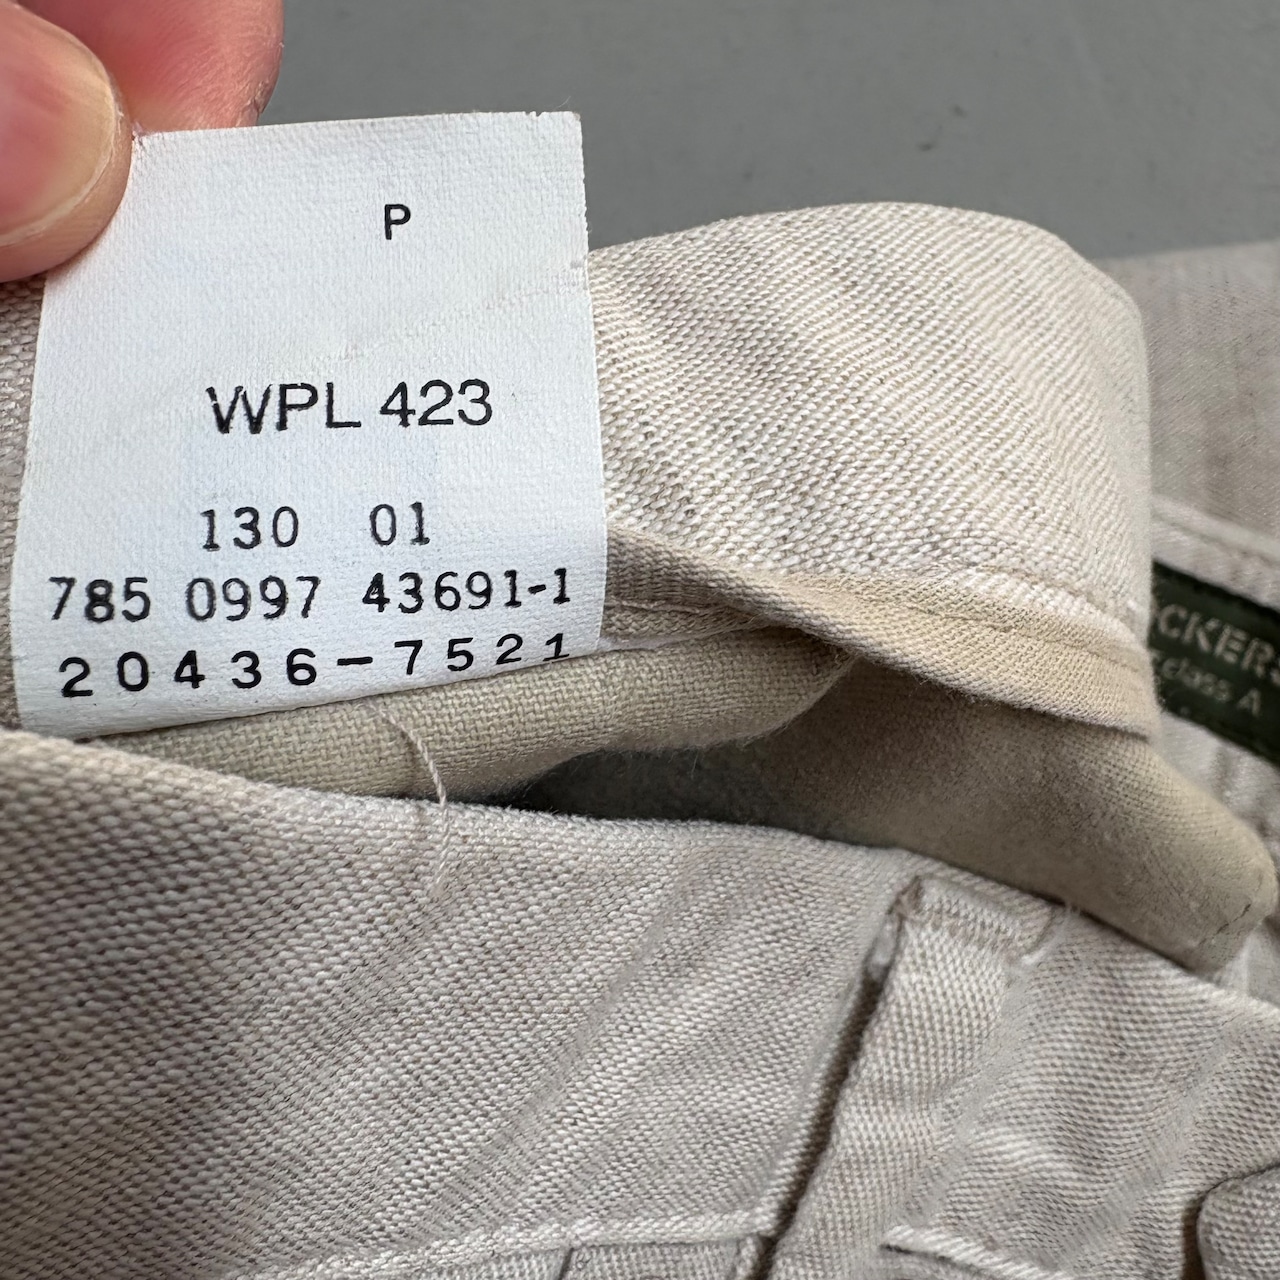 P
WPL 423
130 01
785 0997 43691-1
20436-7521
CKERS
class A